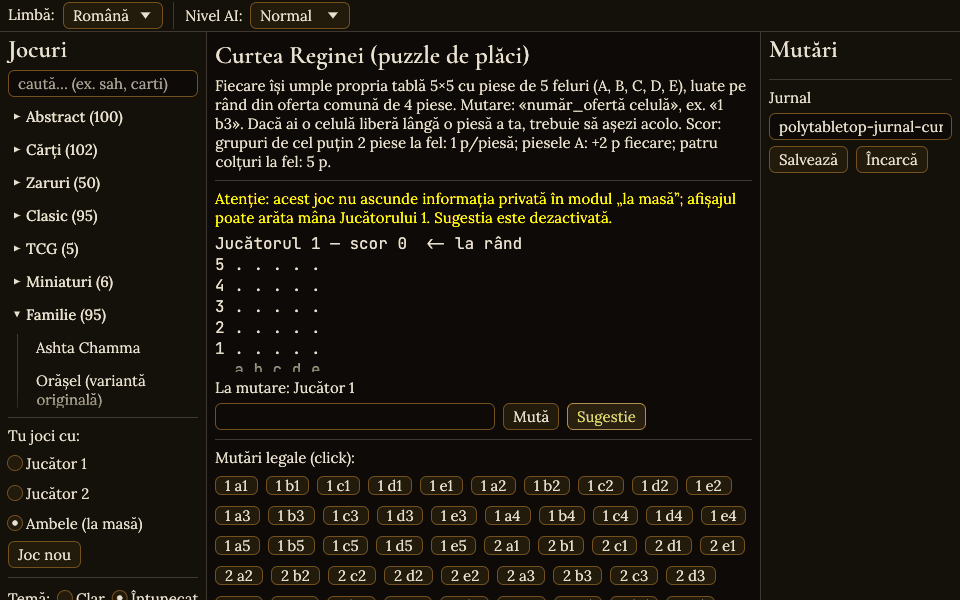 Limbă: Română ▼ Nivel AI: Normal ▼
Jocuri
caută... (ex. sah, carti)
▸ Abstract (100)
▸ Cărți (102)
▸ Zaruri (50)
▸ Clasic (95)
▸ TCG (5)
▸ Miniaturi (6)
▾ Familie (95)
Ashta Chamma
Orășel (variantă
originală)
Tu joci cu:
Jucător 1
Jucător 2
Ambele (la masă)
Joc nou
Temă: Clar Întunecat
Curtea Reginei (puzzle de plăci)
Fiecare își umple propria tablă 5×5 cu piese de 5 feluri (A, B, C, D, E), luate pe
rând din oferta comună de 4 piese. Mutare: «număr_ofertă celulă», ex. «1
b3». Dacă ai o celulă liberă lângă o piesă a ta, trebuie să așezi acolo. Scor:
grupuri de cel puțin 2 piese la fel: 1 p/piesă; piesele A: +2 p fiecare; patru
colțuri la fel: 5 p.
Atenție: acest joc nu ascunde informația privată în modul „la masă”; afișajul
poate arăta mâna Jucătorului 1. Sugestia este dezactivată.
Jucătorul 1 — scor 0 ← la rând
5 . . . . .
4 . . . . .
3 . . . . .
2 . . . . .
1 . . . . .
a b c d e
La mutare: Jucător 1
Mută Sugestie
Mutări legale (click):
1 a1 1 b1 1 c1 1 d1 1 e1 1 a2 1 b2 1 c2 1 d2 1 e2
1 a3 1 b3 1 c3 1 d3 1 e3 1 a4 1 b4 1 c4 1 d4 1 e4
1 a5 1 b5 1 c5 1 d5 1 e5 2 a1 2 b1 2 c1 2 d1 2 e1
2 a2 2 b2 2 c2 2 d2 2 e2 2 a3 2 b3 2 c3 2 d3
Mutări
Jurnal
polytabletop-jurnal-cur
Salvează Încarcă